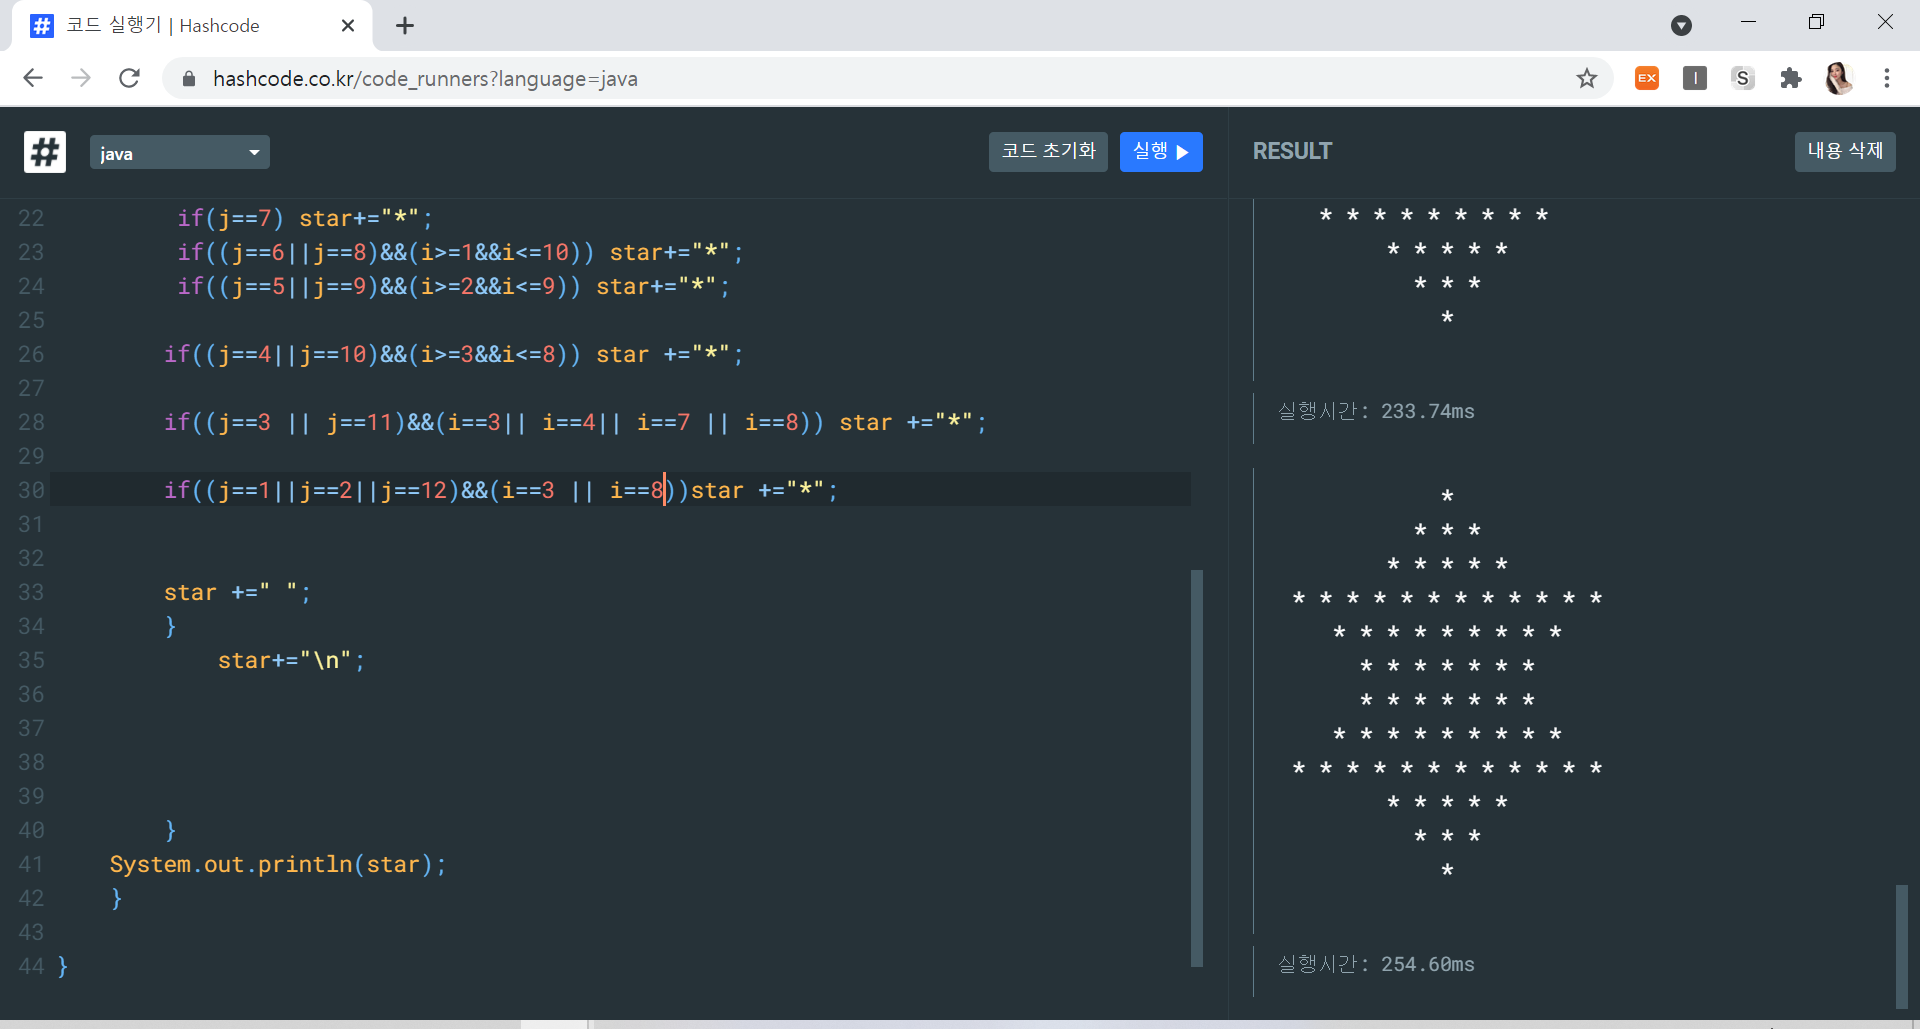 코드 실행기 | Hashcode
hashcode.co.kr/code_runners?language=java
EX
I
S
#
java
코드 초기화
실행
RESULT
내용 삭제
22 if(j==7) star+="*";
23 if((j==6||j==8)&&(i>=1&&i<=10)) star+="*";
24 if((j==5||j==9)&&(i>=2&&i<=9)) star+="*";
25
26 if((j==4||j==10)&&(i>=3&&i<=8)) star +="*";
27
28 if((j==3 || j==11)&&(i==3|| i==4|| i==7 || i==8)) star +="*";
29
30 if((j==1||j==2||j==12)&&(i==3 || i==8))star +="*";
31
32
33 star +=" ";
34 }
35 star+="\n";
36
37
38
39
40 }
41 System.out.println(star);
42 }
43
44 }
* * * * * * * * *
* * * * *
* * *
*
실행시간: 233.74ms
*
* * *
* * * * *
* * * * * * * * * * * *
* * * * * * * * *
* * * * * * *
* * * * * * *
* * * * * * * * *
* * * * * * * * * * * *
* * * * *
* * *
*
실행시간: 254.60ms